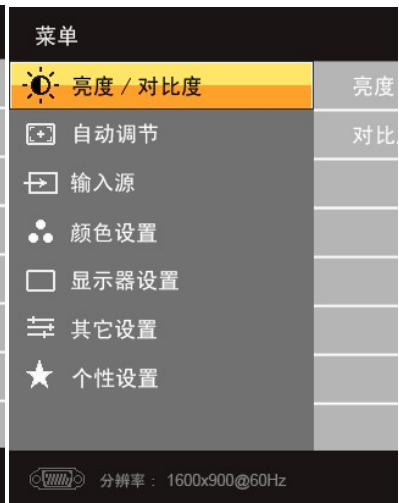 菜单
亮度 / 对比度
亮度
自动调节
对比
输入源
颜色设置
显示器设置
其它设置
个性设置
分辨率： 1600x900@60Hz